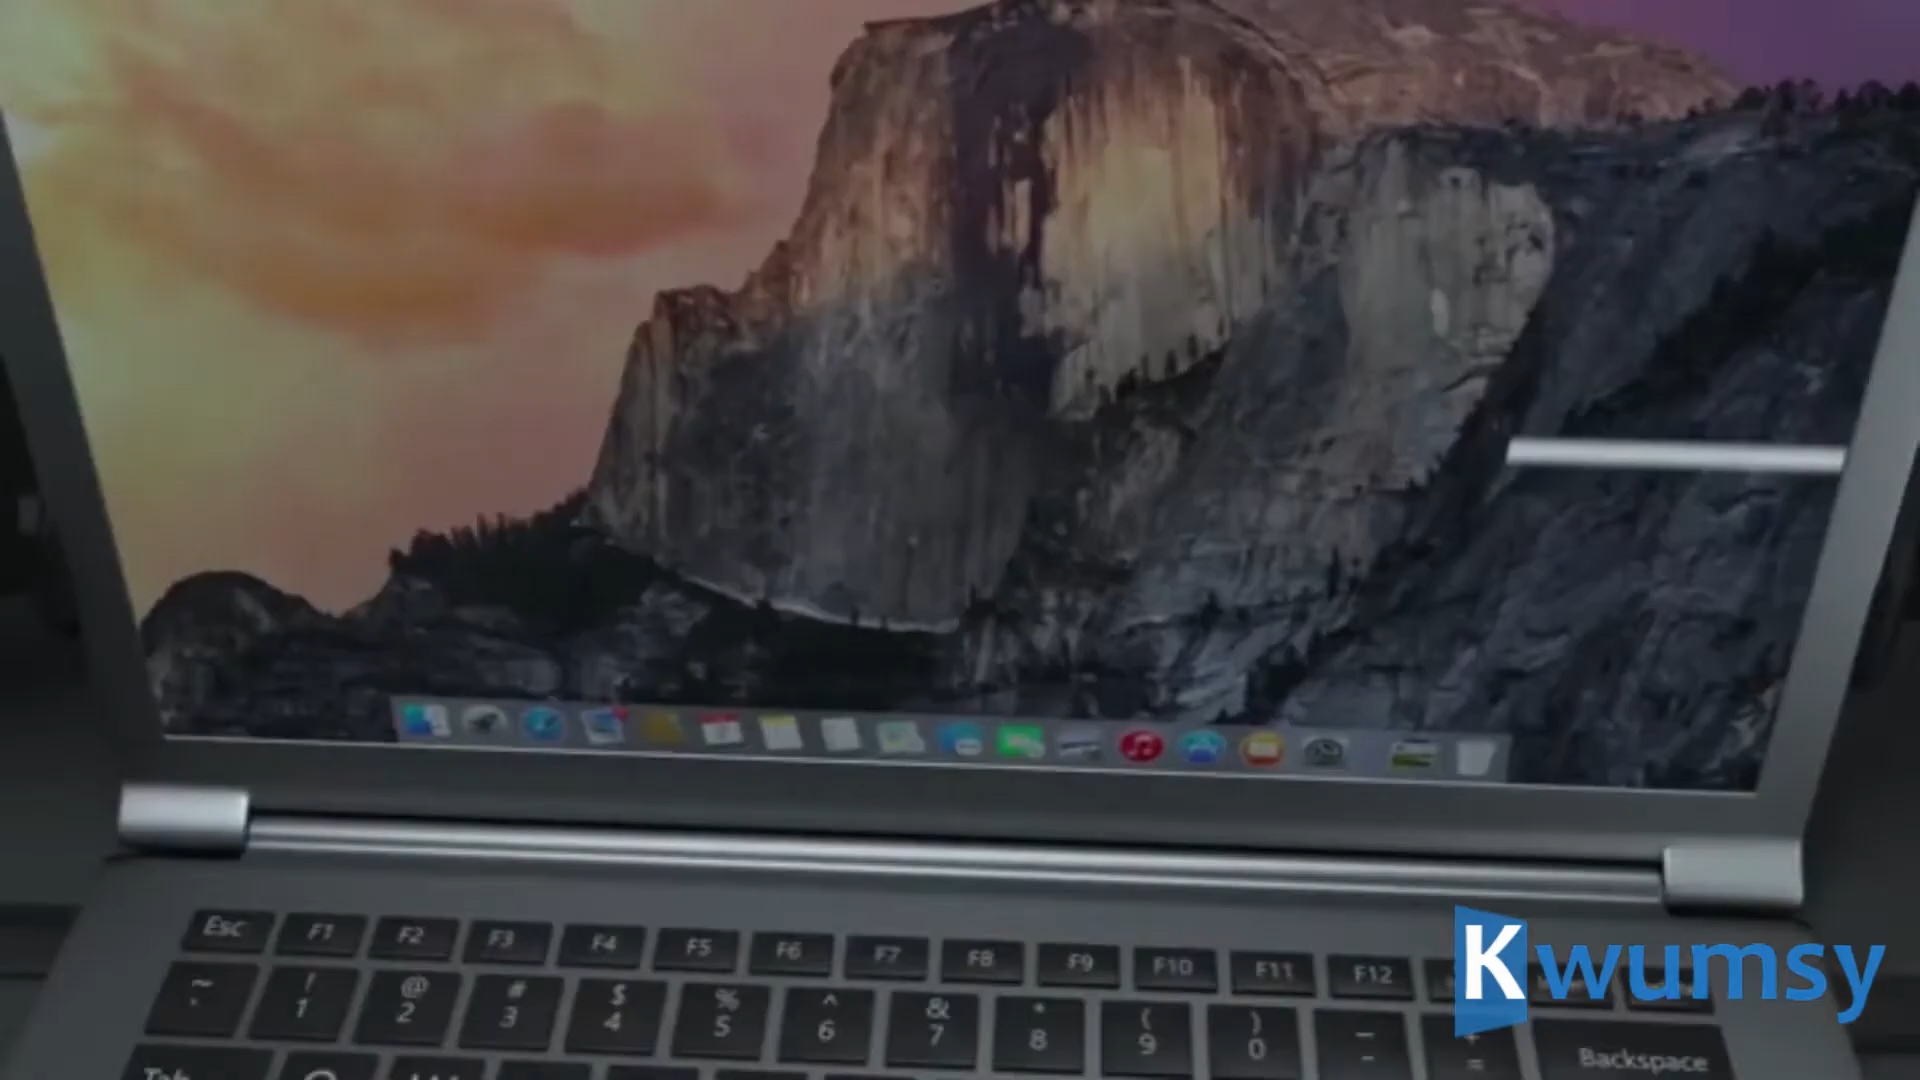 Esc F1 F2 F3 F4 F5 F6 F7 F8 F9 F10 F11 F12
~ ! @ # $ % ^ & * ( ) _ +
` 1 2 3 4 5 6 7 8 9 0 - =
Backspace
Tab Q W
Kwumsy